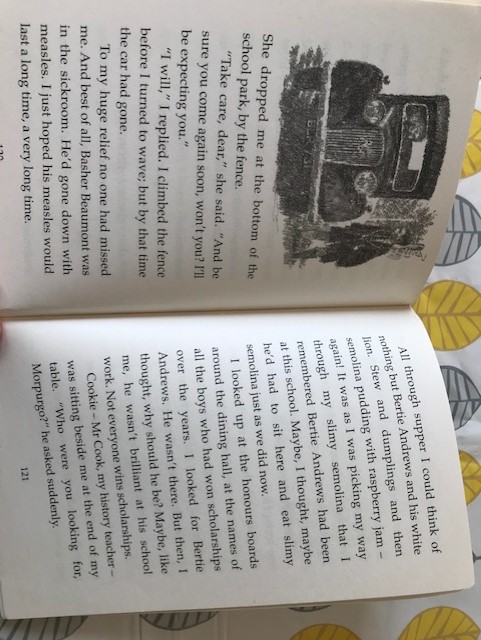 She dropped me at the bottom of the
school park, by the fence.
"Take care, dear," she said. "And be
sure you come again soon, won't you? I'll
be expecting you."
"I will," I replied. I climbed the fence
before I turned to wave; but by that time
the car had gone.
To my huge relief no one had missed
me. And best of all, Basher Beaumont was
in the sickroom. He'd gone down with
measles. I just hoped his measles would
last a long time, a very long time.
All through supper I could think of
nothing but Bertie Andrews and his white
lion. Stew and dumplings and then
semolina pudding with raspberry jam –
again! It was as I was picking my way
through my slimy semolina that I
remembered Bertie Andrews had been
at this school. Maybe, I thought, maybe
he'd had to sit here and eat slimy
semolina just as we did now.
I looked up at the honours boards
around the dining hall, at the names of
all the boys who had won scholarships
over the years. I looked for Bertie
Andrews. He wasn't there. But then, I
thought, why should he be? Maybe, like
me, he wasn't brilliant at his school
work. Not everyone wins scholarships.
Cookie – Mr Cook, my history teacher –
was sitting beside me at the end of my
table. "Who were you looking for,
Morpurgo?" he asked suddenly.
121